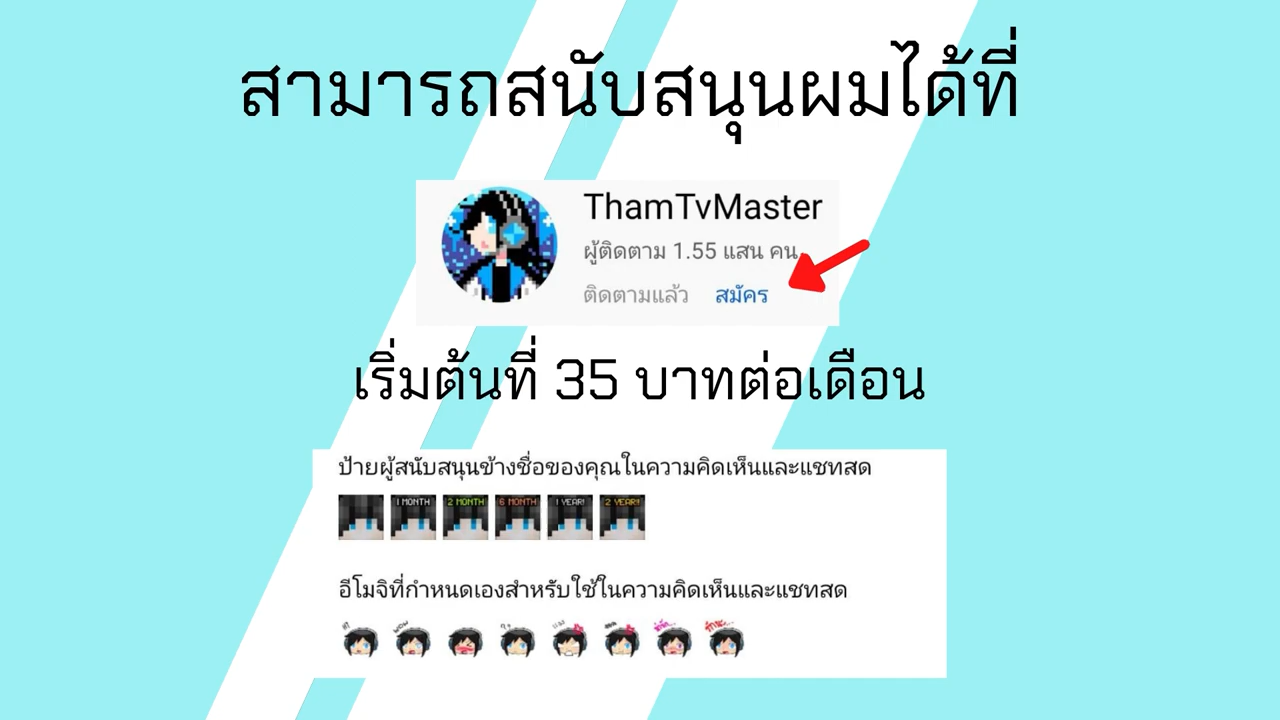 สามารถสนับสนุนผมได้ที่
ThamTvMaster
ผู้ติดตาม 1.55 แสน คน
ติดตามแล้ว สมัคร
เริ่มต้นที่ 35 บาทต่อเดือน
ป้ายผู้สนับสนุนข้างชื่อของคุณในความคิดเห็นและแชทสด
1 MONTH 2 MONTH 6 MONTH 1 YEAR! 2 YEAR!!
อีโมจิที่กำหนดเองสำหรับใช้ในความคิดเห็นและแชทสด